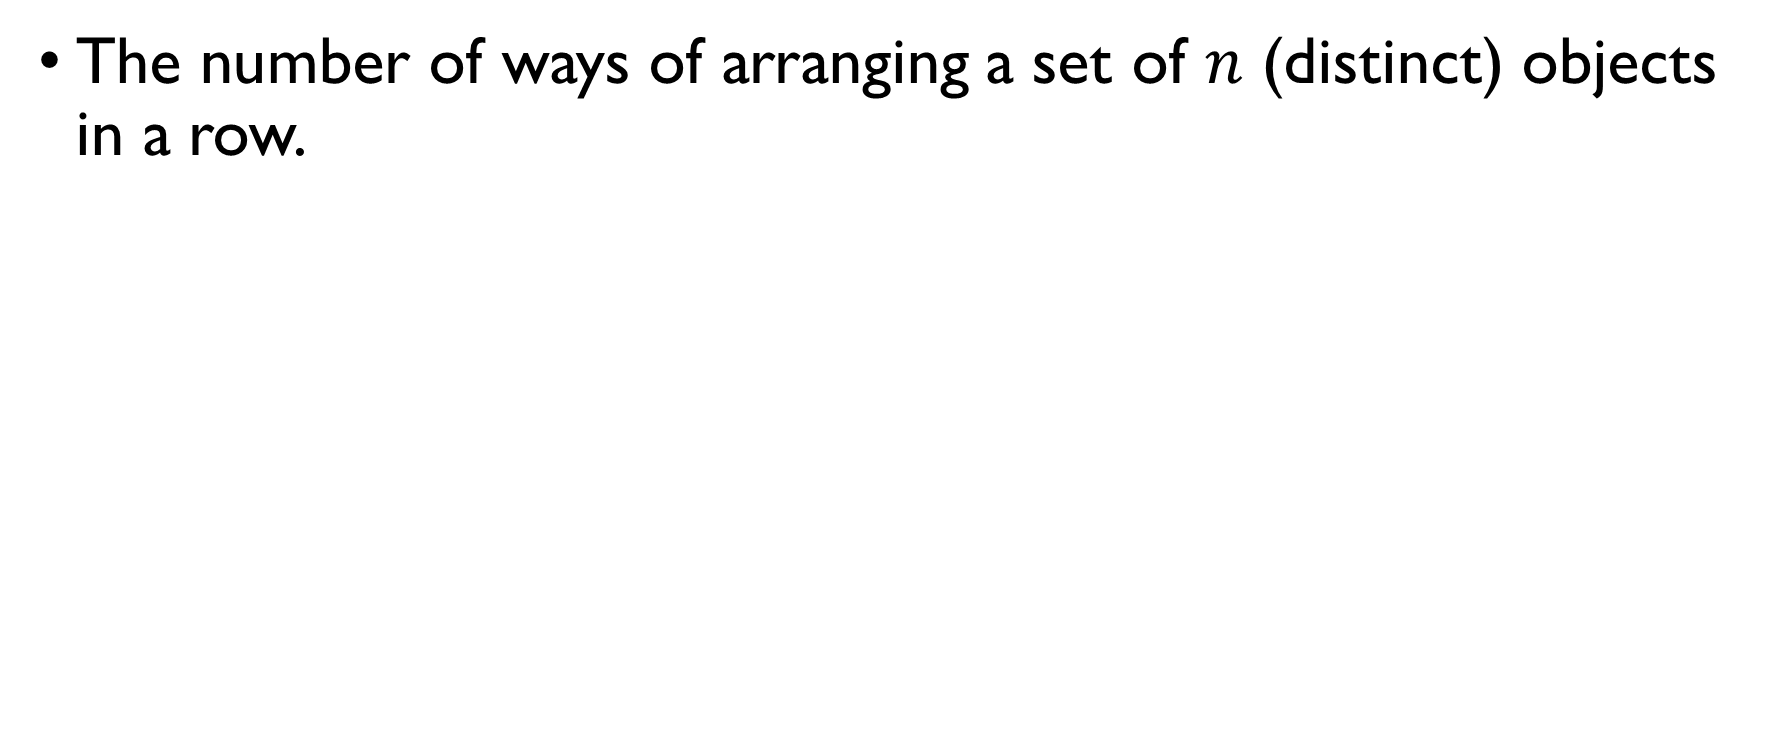 • The number of ways of arranging a set of 𝑛 (distinct) objects
in a row.